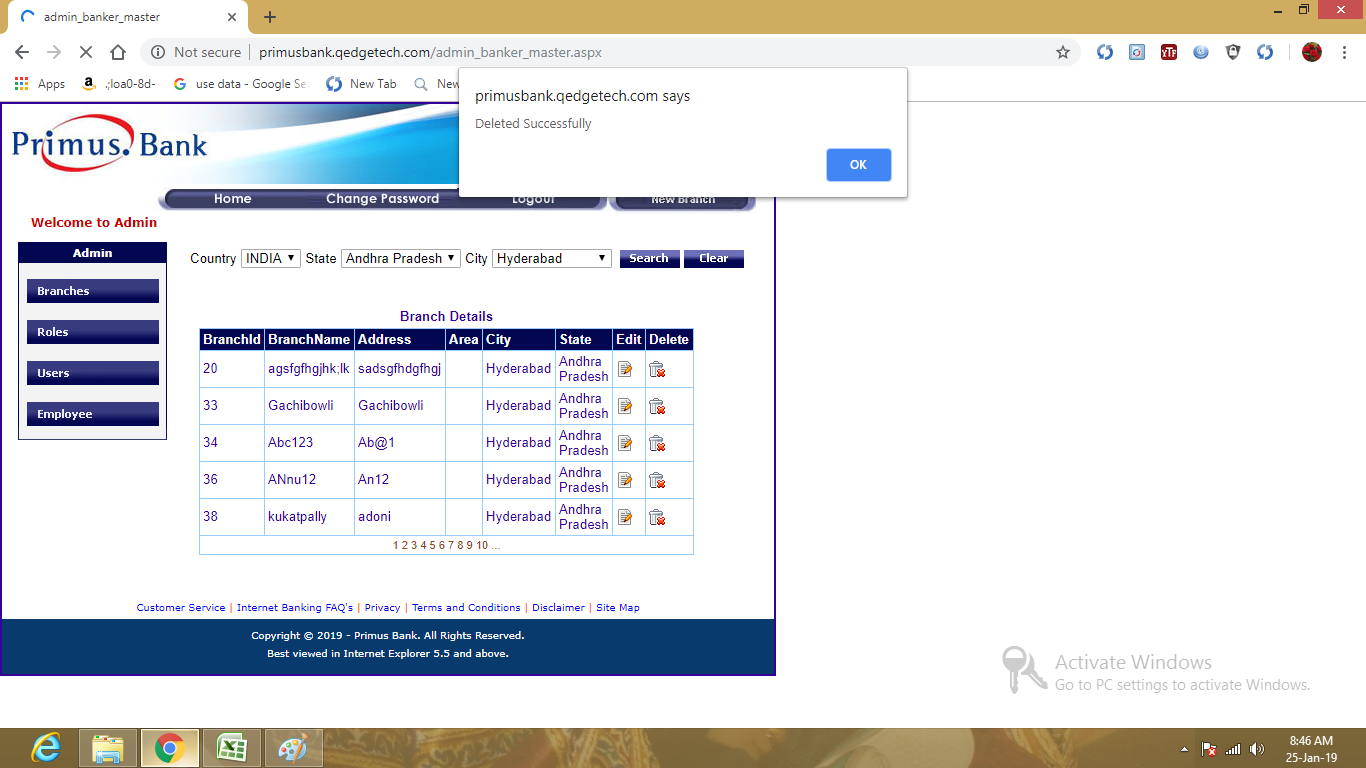 admin_banker_master
Not secure
primusbank.qedgetech.com/admin_banker_master.aspx
YTF
Apps
.;loa0-8d-
use data - Google Se
New Tab
primusbank.qedgetech.com says
Deleted Successfully
OK
Primus. Bank
Home Change Password Logout New Branch
Welcome to Admin
Admin
Branches
Roles
Users
Employee
Country INDIA State Andhra Pradesh City Hyderabad Search Clear
Branch Details
BranchId BranchName Address Area City State Edit Delete
20 agsfgfhgjhk;lk sadsgfhdgfhgj Hyderabad Andhra Pradesh
33 Gachibowli Gachibowli Hyderabad Andhra Pradesh
34 Abc123 Ab@1 Hyderabad Andhra Pradesh
36 ANnu12 An12 Hyderabad Andhra Pradesh
38 kukatpally adoni Hyderabad Andhra Pradesh
1 2 3 4 5 6 7 8 9 10 ...
Customer Service | Internet Banking FAQ's | Privacy | Terms and Conditions | Disclaimer | Site Map
Copyright © 2019 - Primus Bank. All Rights Reserved.
Best viewed in Internet Explorer 5.5 and above.
Activate Windows
Go to PC settings to activate Windows.
8:46 AM
25-Jan-19